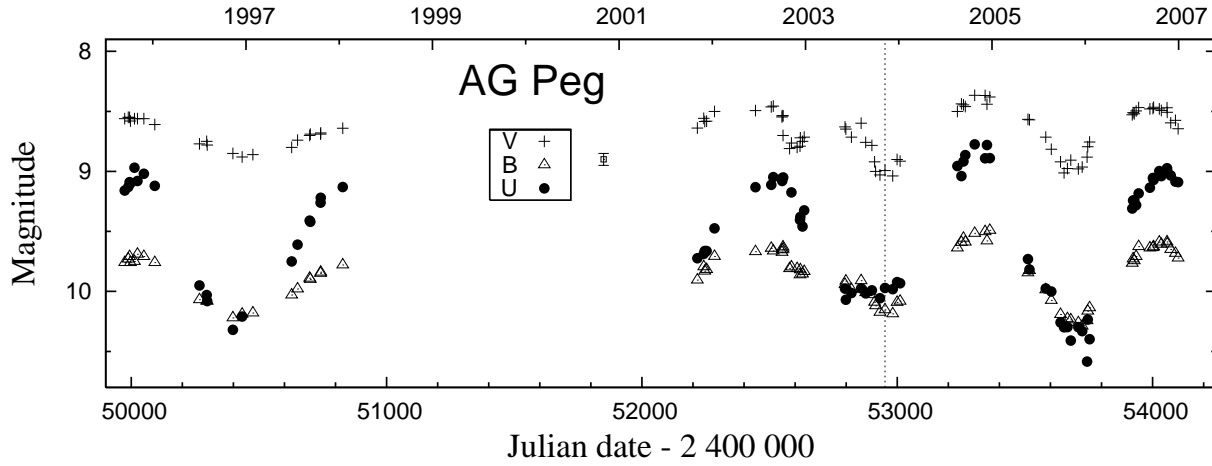 1997 1999 2001 2003 2005 2007
8
AG Peg
V
B
U
9
Magnitude
10
50000 51000 52000 53000 54000
Julian date - 2 400 000